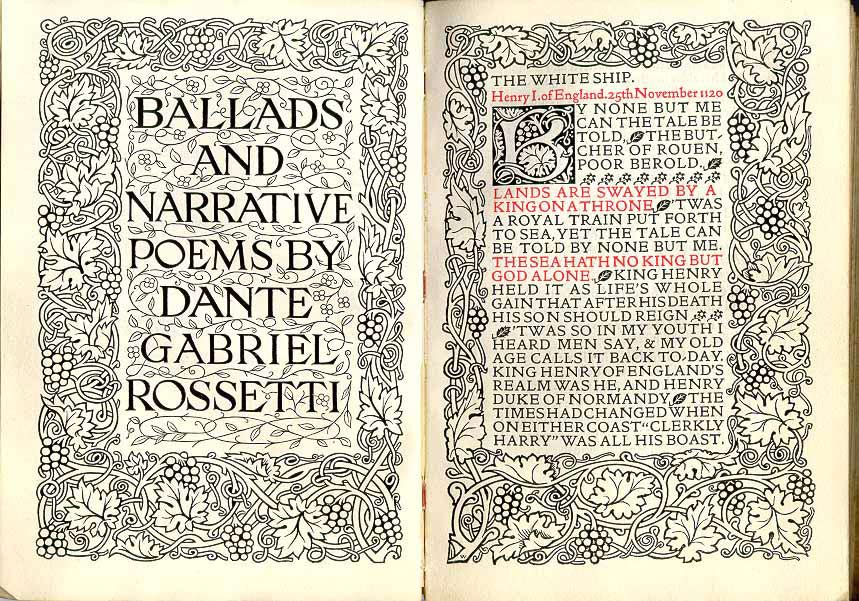 BALLADS
AND
NARRATIVE
POEMS BY
DANTE
GABRIEL
ROSSETTI
THE WHITE SHIP.
Henry I. of England. 25th November 1120
BY NONE BUT ME
CAN THE TALE BE
TOLD, THE BUT,
CHER OF ROUEN,
POOR BEROLD.
LANDS ARE SWAYED BY A
KING ON A THRONE. 'TWAS
A ROYAL TRAIN PUT FORTH
TO SEA, YET THE TALE CAN
BE TOLD BY NONE BUT ME.
THE SEA HATH NO KING BUT
GOD ALONE. KING HENRY
HELD IT AS LIFE'S WHOLE
GAIN THAT AFTER HIS DEATH
HIS SON SHOULD REIGN.
'TWAS SO IN MY YOUTH I
HEARD MEN SAY, & MY OLD
AGE CALLS IT BACK TO-DAY.
KING HENRY OF ENGLAND'S
REALM WAS HE, AND HENRY
DUKE OF NORMANDY. THE
TIMES HAD CHANGED WHEN
ON EITHER COAST "CLERKLY
HARRY" WAS ALL HIS BOAST.